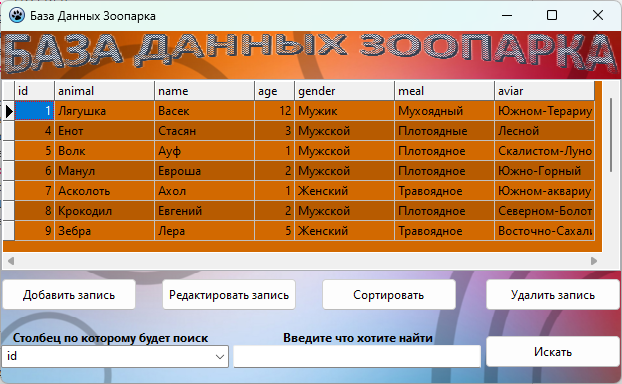 База Данных Зоопарка
БАЗА ДАННЫХ ЗООПАРКА
id animal name age gender meal aviar
1 Лягушка Васек 12 Мужик Мухоядный Южном-Терариу
4 Енот Стасян 3 Мужской Плотоядные Лесной
5 Волк Ауф 1 Мужской Плотоядное Скалистом-Луно
6 Манул Евроша 2 Мужской Плотоядное Южно-Горный
7 Асколоть Ахол 1 Женский Травоядное Южном-аквариу
8 Крокодил Евгений 2 Мужской Плотоядное Северном-Болот
9 Зебра Лера 5 Женский Травоядное Восточно-Сахали
Добавить запись Редактировать запись Сортировать Удалить запись
Столбец по которому будет поиск Введите что хотите найти
id Искать